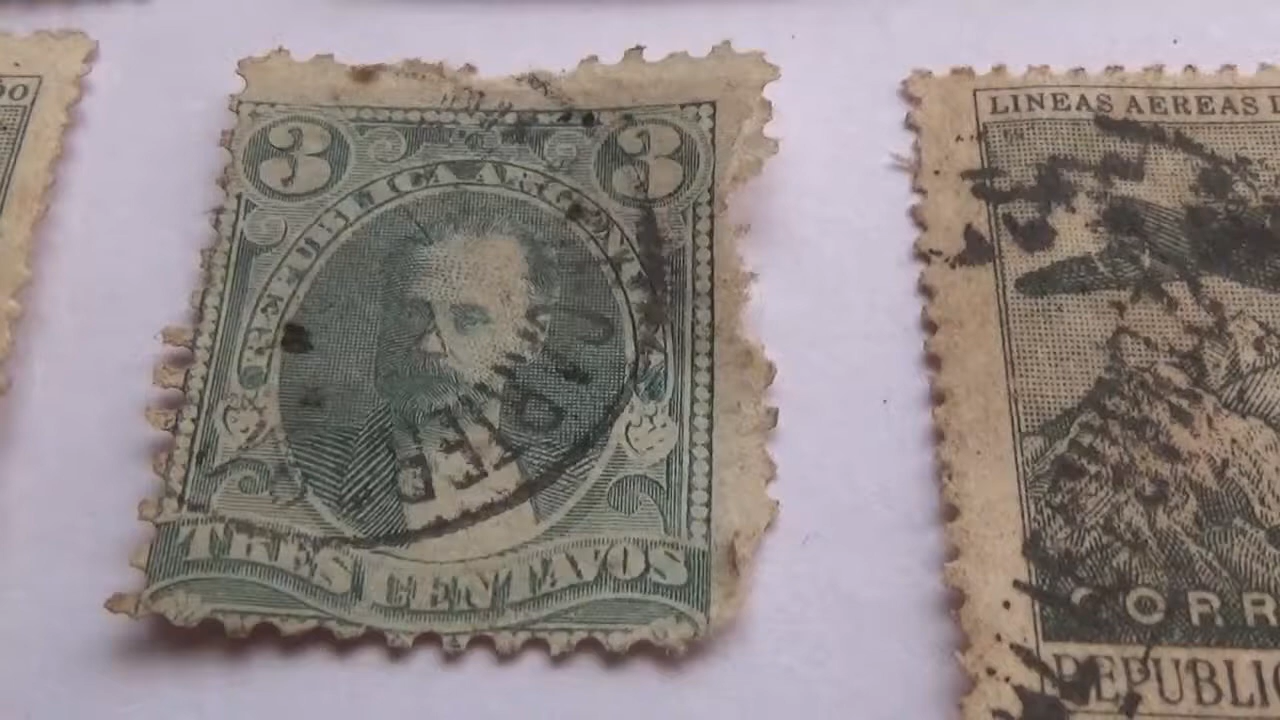 3 3
REPUBLICA ARGENTINA
TRES CENTAVOS
LINEAS AEREAS
CORR
REPUBLIC